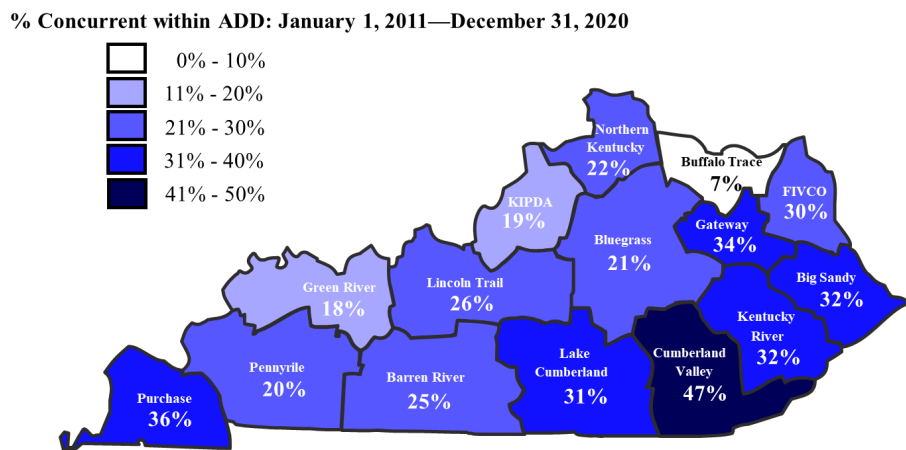 % Concurrent within ADD: January 1, 2011—December 31, 2020
0% - 10%
11% - 20%
21% - 30%
31% - 40%
41% - 50%
Northern
Kentucky
22%
Buffalo Trace
7%
FIVCO
30%
KIPDA
19%
Gateway
34%
Bluegrass
21%
Big Sandy
32%
Green River
18%
Lincoln Trail
26%
Kentucky
River
32%
Pennyrile
20%
Barren River
25%
Lake
Cumberland
31%
Cumberland
Valley
47%
Purchase
36%